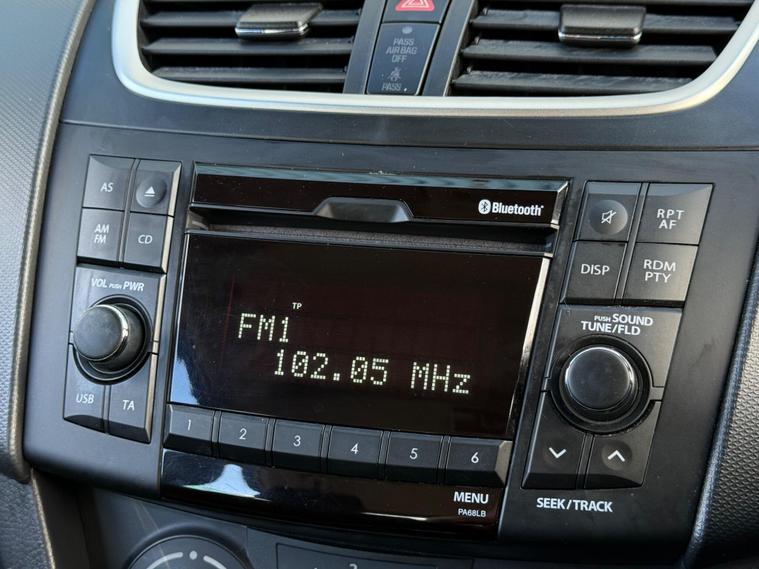 PASS
AIR BAG
OFF
PASS
AS
AM
FM
CD
VOL PUSH PWR
USB
TA
Bluetooth
TP
FM1
102.05 MHz
1 2 3 4 5 6
MENU
PA68LB
RPT
AF
DISP
RDM
PTY
PUSH SOUND
TUNE/FLD
SEEK/TRACK